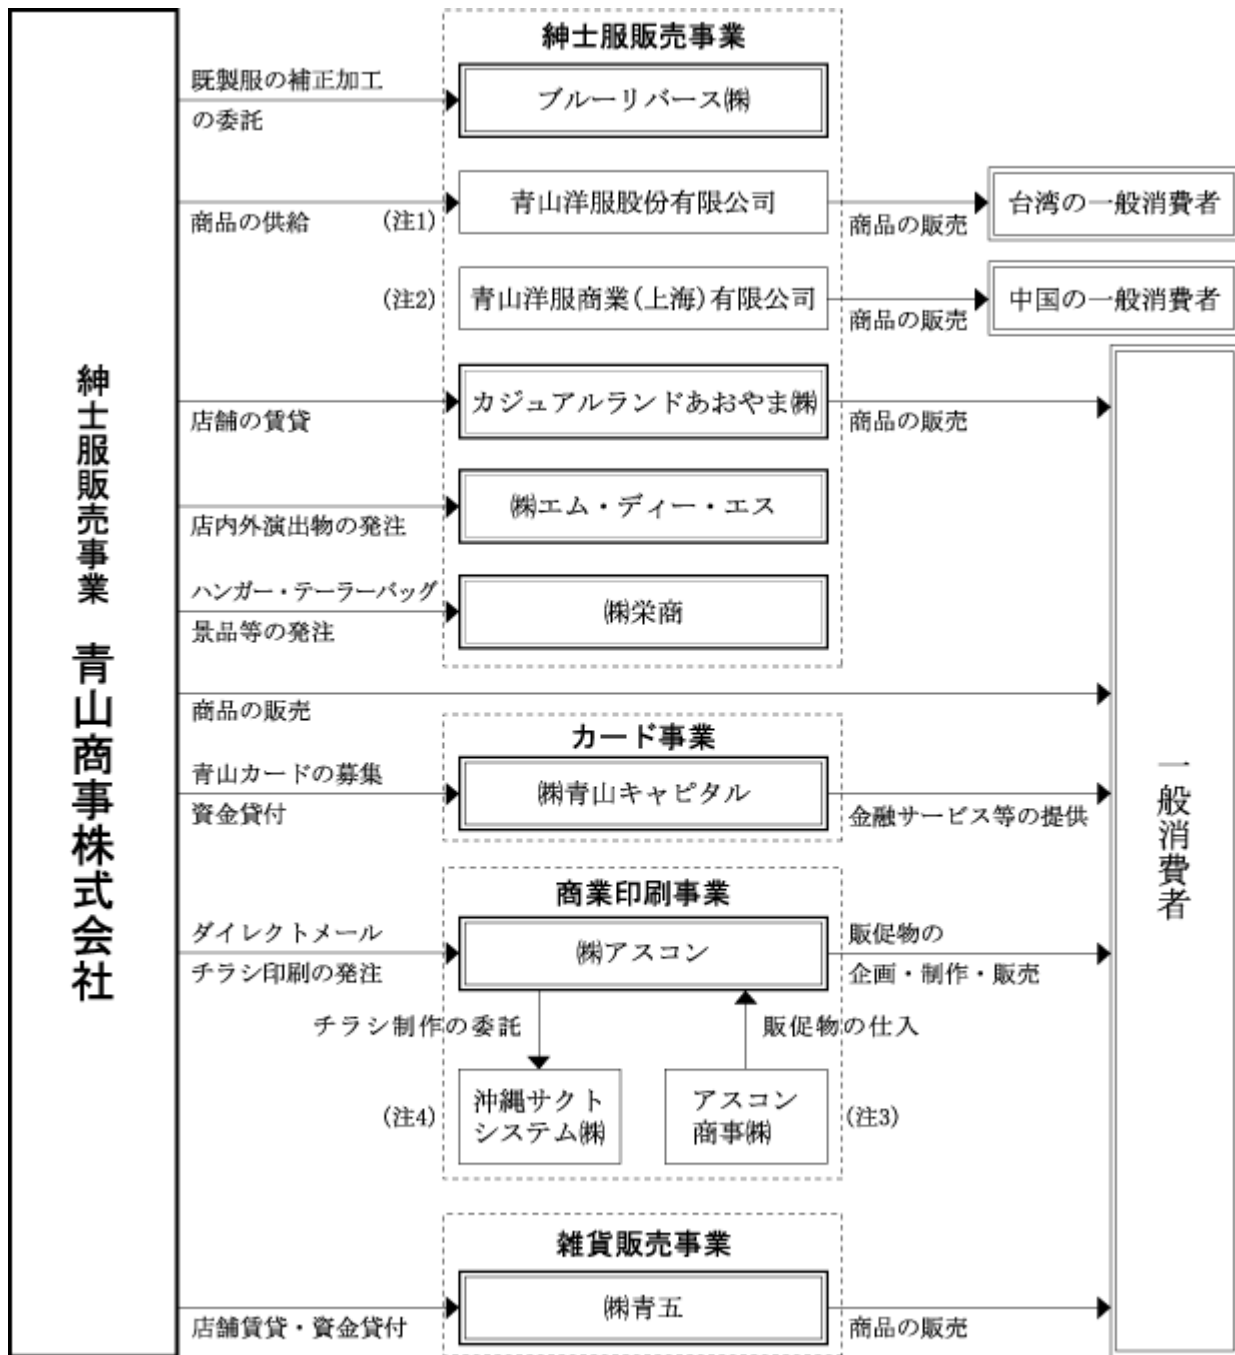 紳士服販売事業　青山商事株式会社
紳士服販売事業
既製服の補正加工
の委託
ブルーリバース㈱
商品の供給
(注1)
青山洋服股份有限公司
商品の販売
台湾の一般消費者
(注2)
青山洋服商業(上海)有限公司
商品の販売
中国の一般消費者
店舗の賃貸
カジュアルランドあおやま㈱
商品の販売
店内外演出物の発注
㈱エム・ディー・エス
ハンガー・テーラーバッグ
景品等の発注
㈱栄商
商品の販売
一般消費者
カード事業
青山カードの募集
資金貸付
㈱青山キャピタル
金融サービス等の提供
商業印刷事業
ダイレクトメール
チラシ印刷の発注
㈱アスコン
販促物の
企画・制作・販売
チラシ制作の委託
販促物の仕入
(注4)
沖縄サクト
システム㈱
アスコン
商事㈱
(注3)
雑貨販売事業
店舗賃貸・資金貸付
㈱青五
商品の販売